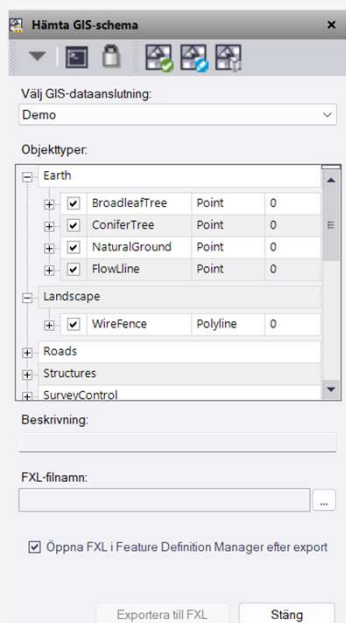 Hämta GIS-schema
Välj GIS-dataanslutning:
Demo
Objekttyper:
Earth
BroadleafTree Point 0
ConiferTree Point 0
NaturalGround Point 0
FlowLline Point 0
Landscape
WireFence Polyline 0
Roads
Structures
SurveyControl
Beskrivning:
FXL-filnamn:
...
Öppna FXL i Feature Definition Manager efter export
Exportera till FXL Stäng